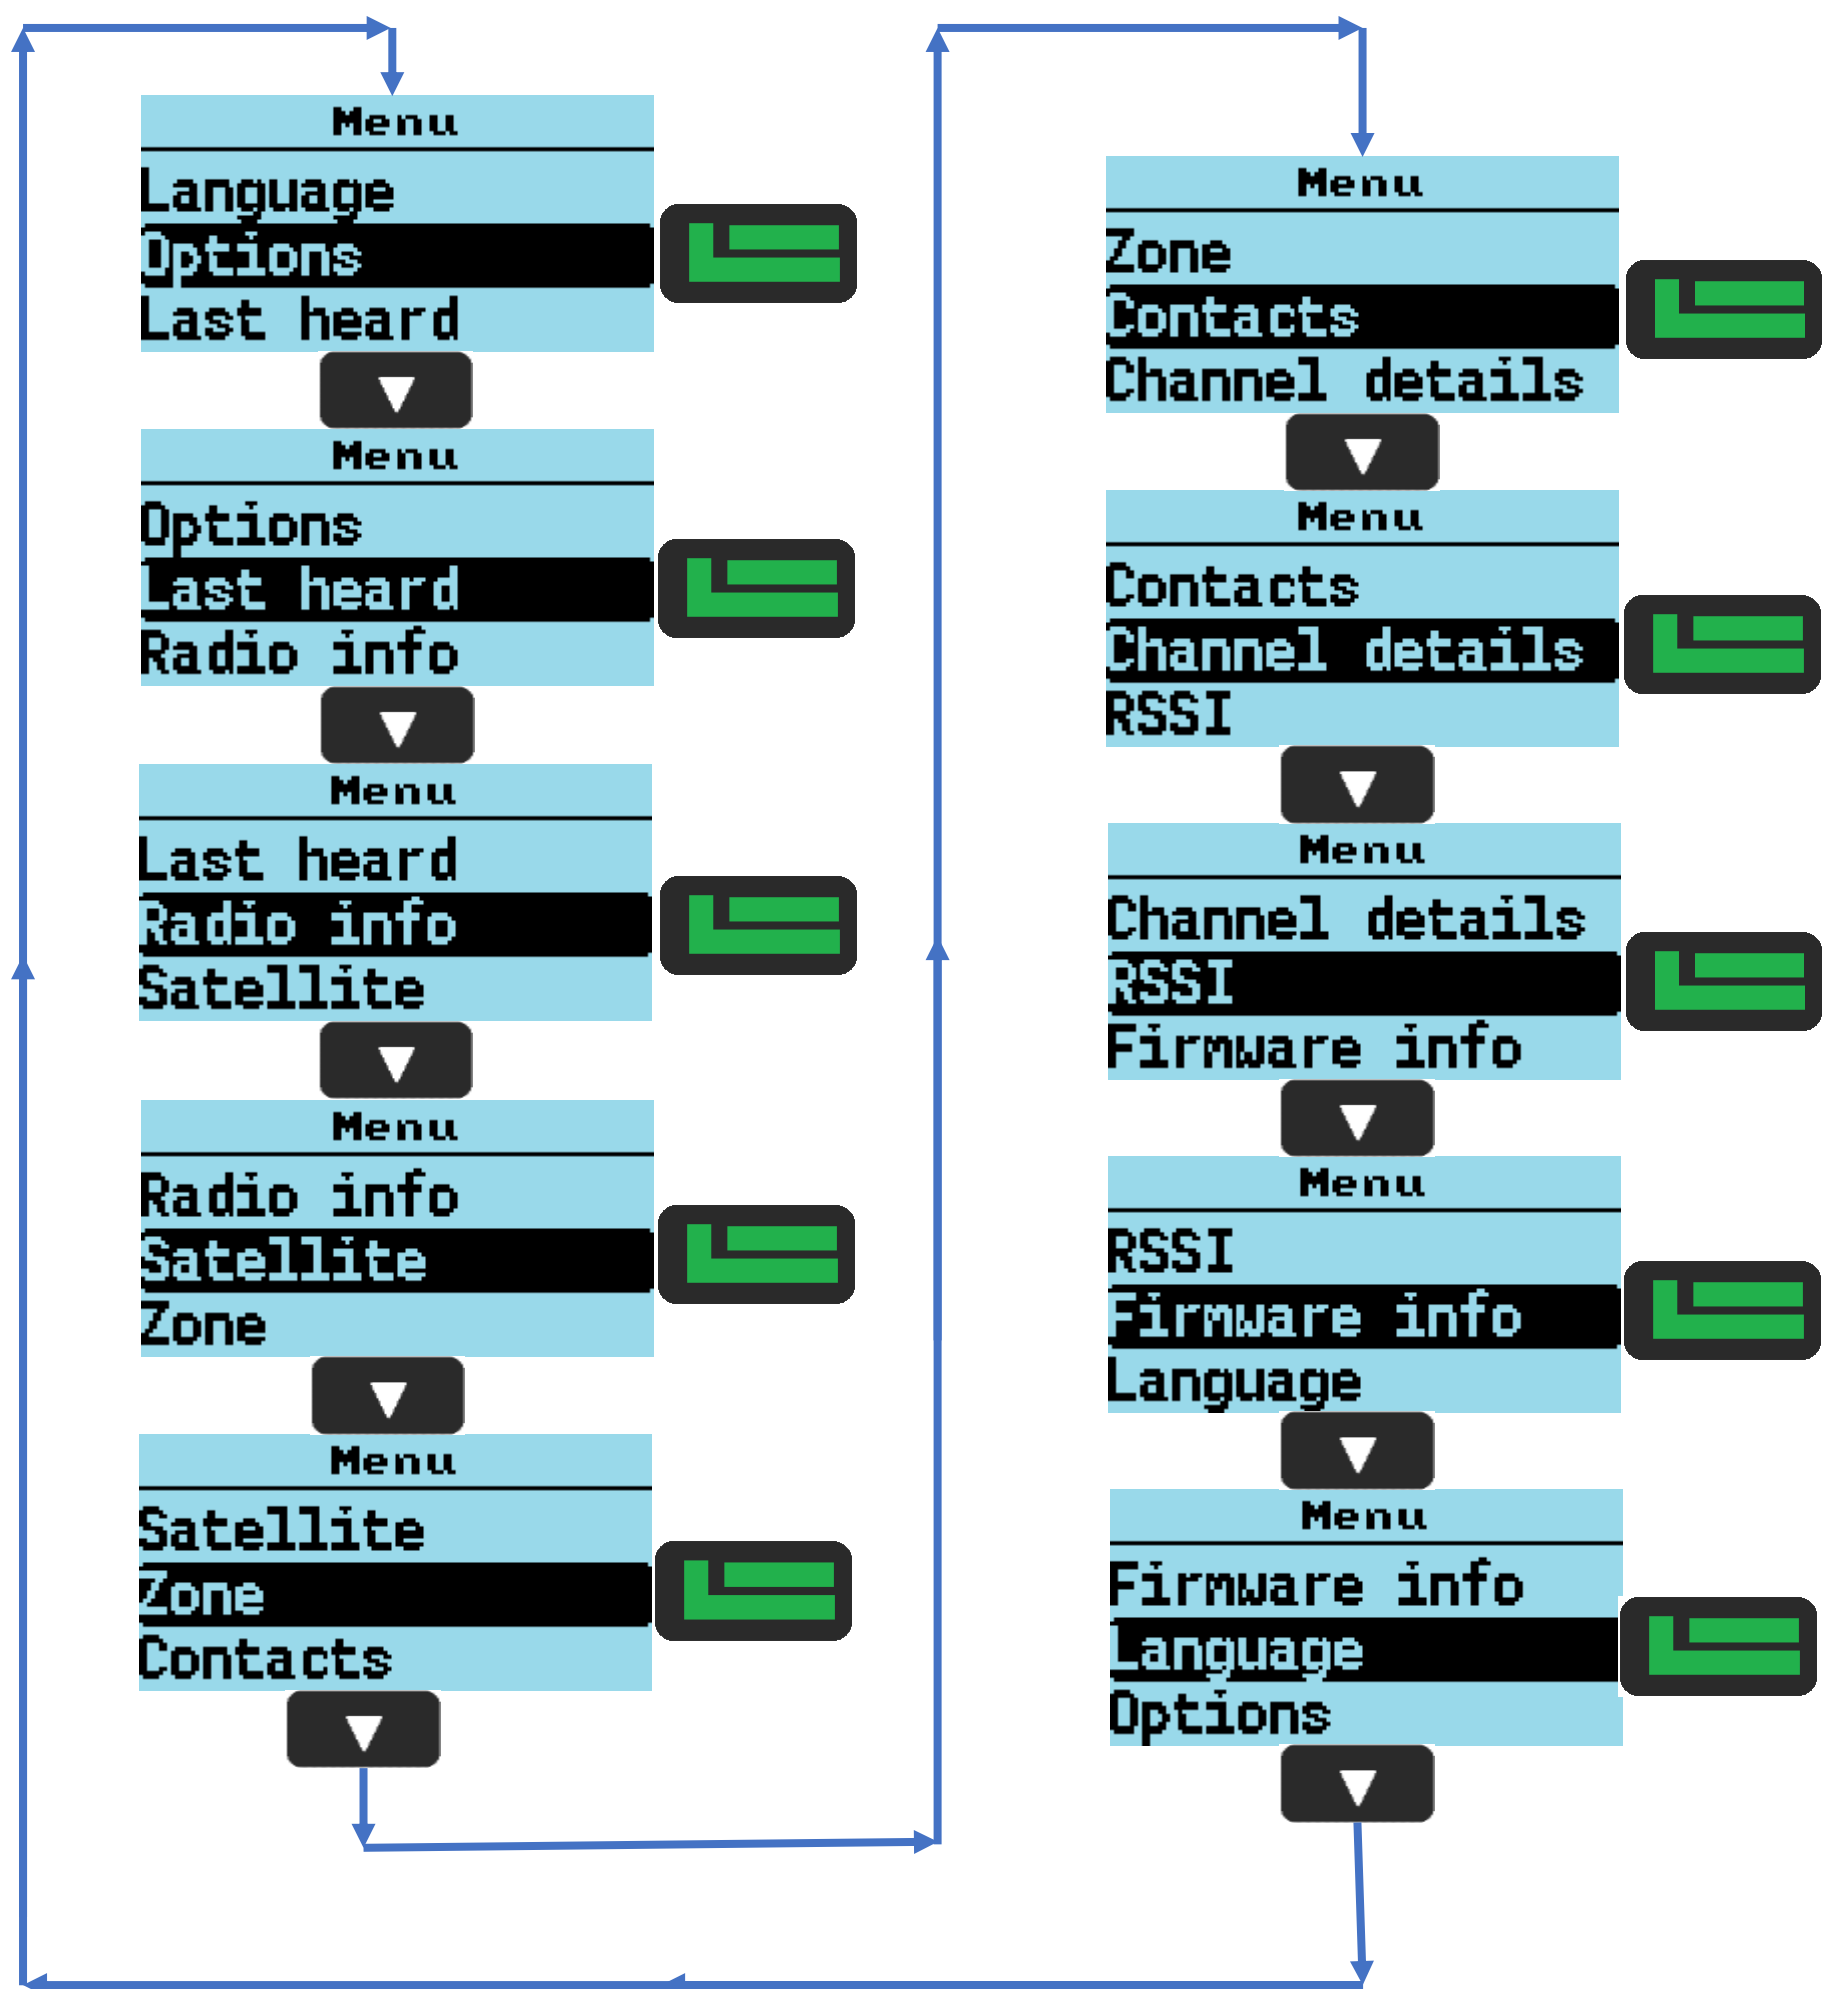 Menu
Language
Options
Last heard
Menu
Options
Last heard
Radio info
Menu
Last heard
Radio info
Satellite
Menu
Radio info
Satellite
Zone
Menu
Satellite
Zone
Contacts
Menu
Zone
Contacts
Channel details
Menu
Contacts
Channel details
RSSI
Menu
Channel details
RSSI
Firmware info
Menu
RSSI
Firmware info
Language
Menu
Firmware info
Language
Options